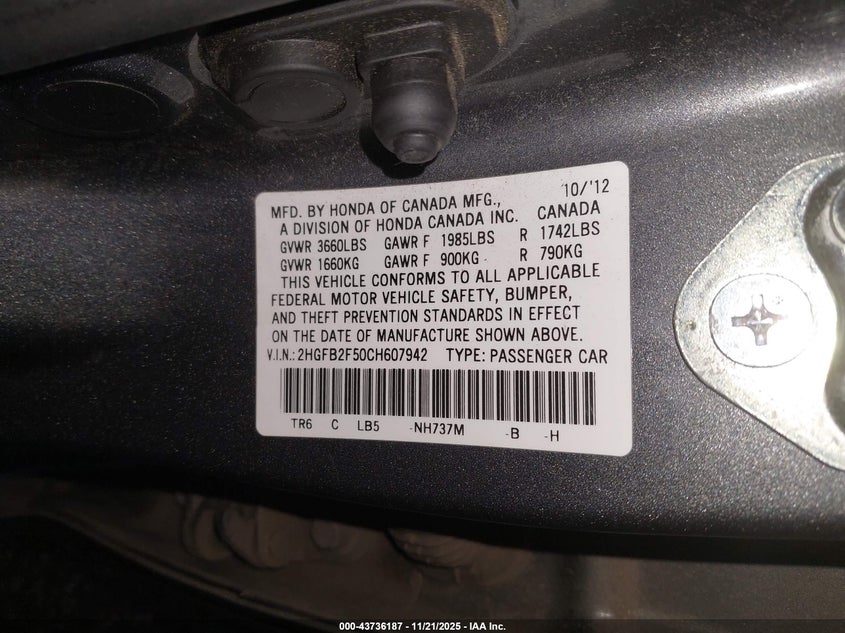 10/'12
MFD. BY HONDA OF CANADA MFG.,
A DIVISION OF HONDA CANADA INC. CANADA
GVWR 3660LBS GAWR F 1985LBS R 1742LBS
GVWR 1660KG GAWR F 900KG R 790KG
THIS VEHICLE CONFORMS TO ALL APPLICABLE
FEDERAL MOTOR VEHICLE SAFETY, BUMPER,
AND THEFT PREVENTION STANDARDS IN EFFECT
ON THE DATE OF MANUFACTURE SHOWN ABOVE.
V.I.N.: 2HGFB2F50CH607942 TYPE: PASSENGER CAR
TR6 C LB5 -NH737M -B -H
000-43736187 - 11/21/2025 - IAA Inc.